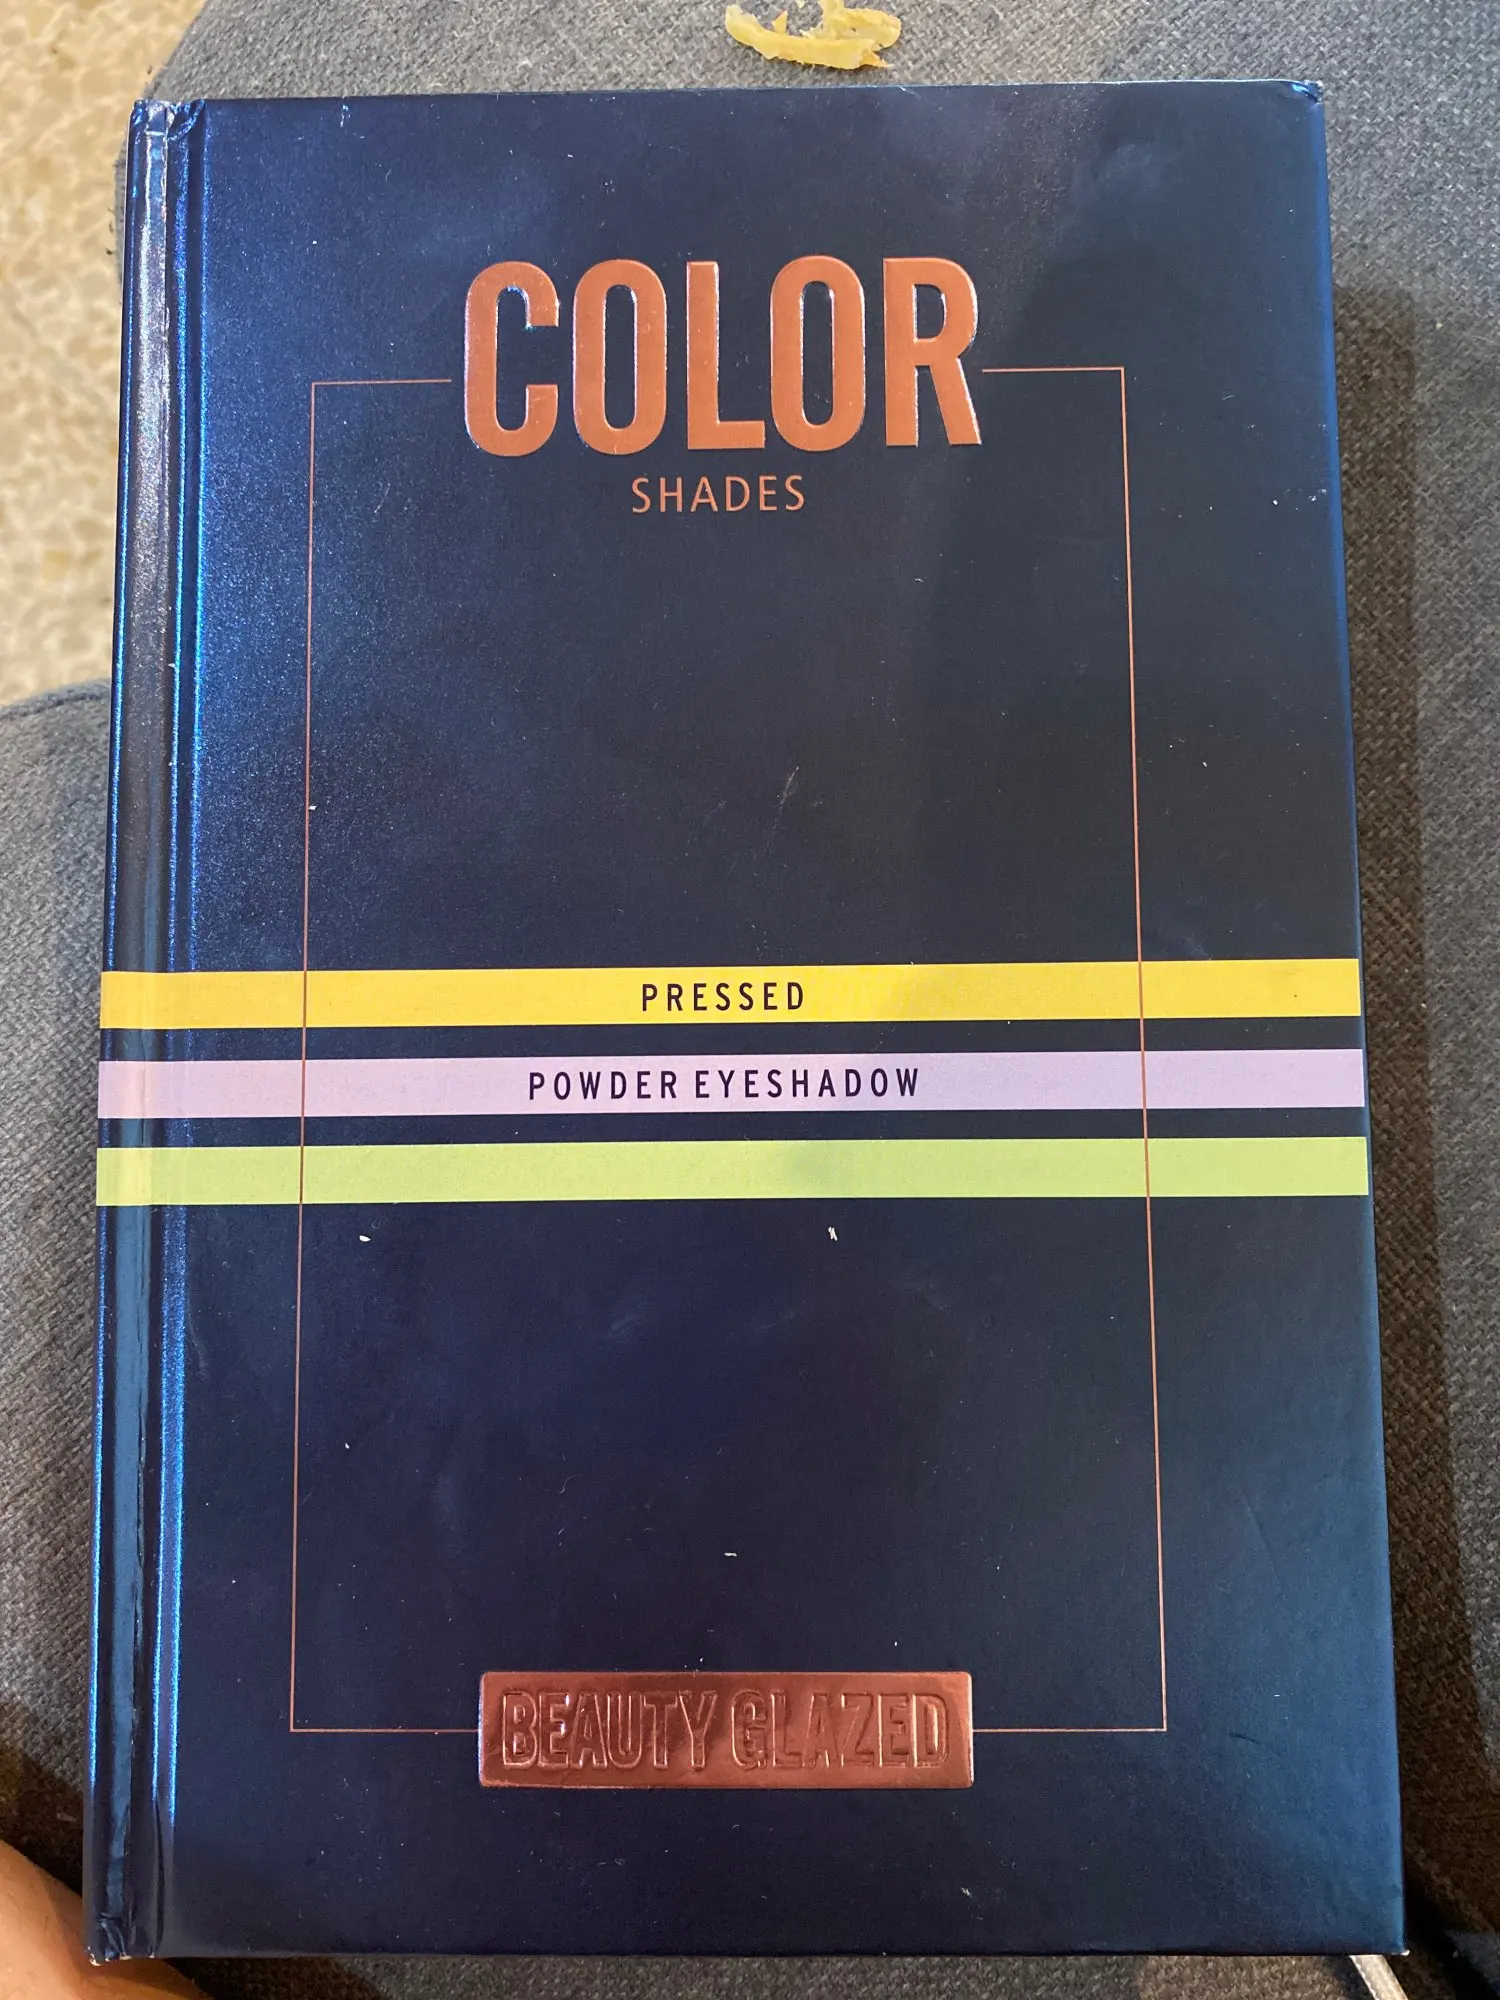 COLOR
SHADES
PRESSED
POWDER EYESHADOW
BEAUTY GLAZED